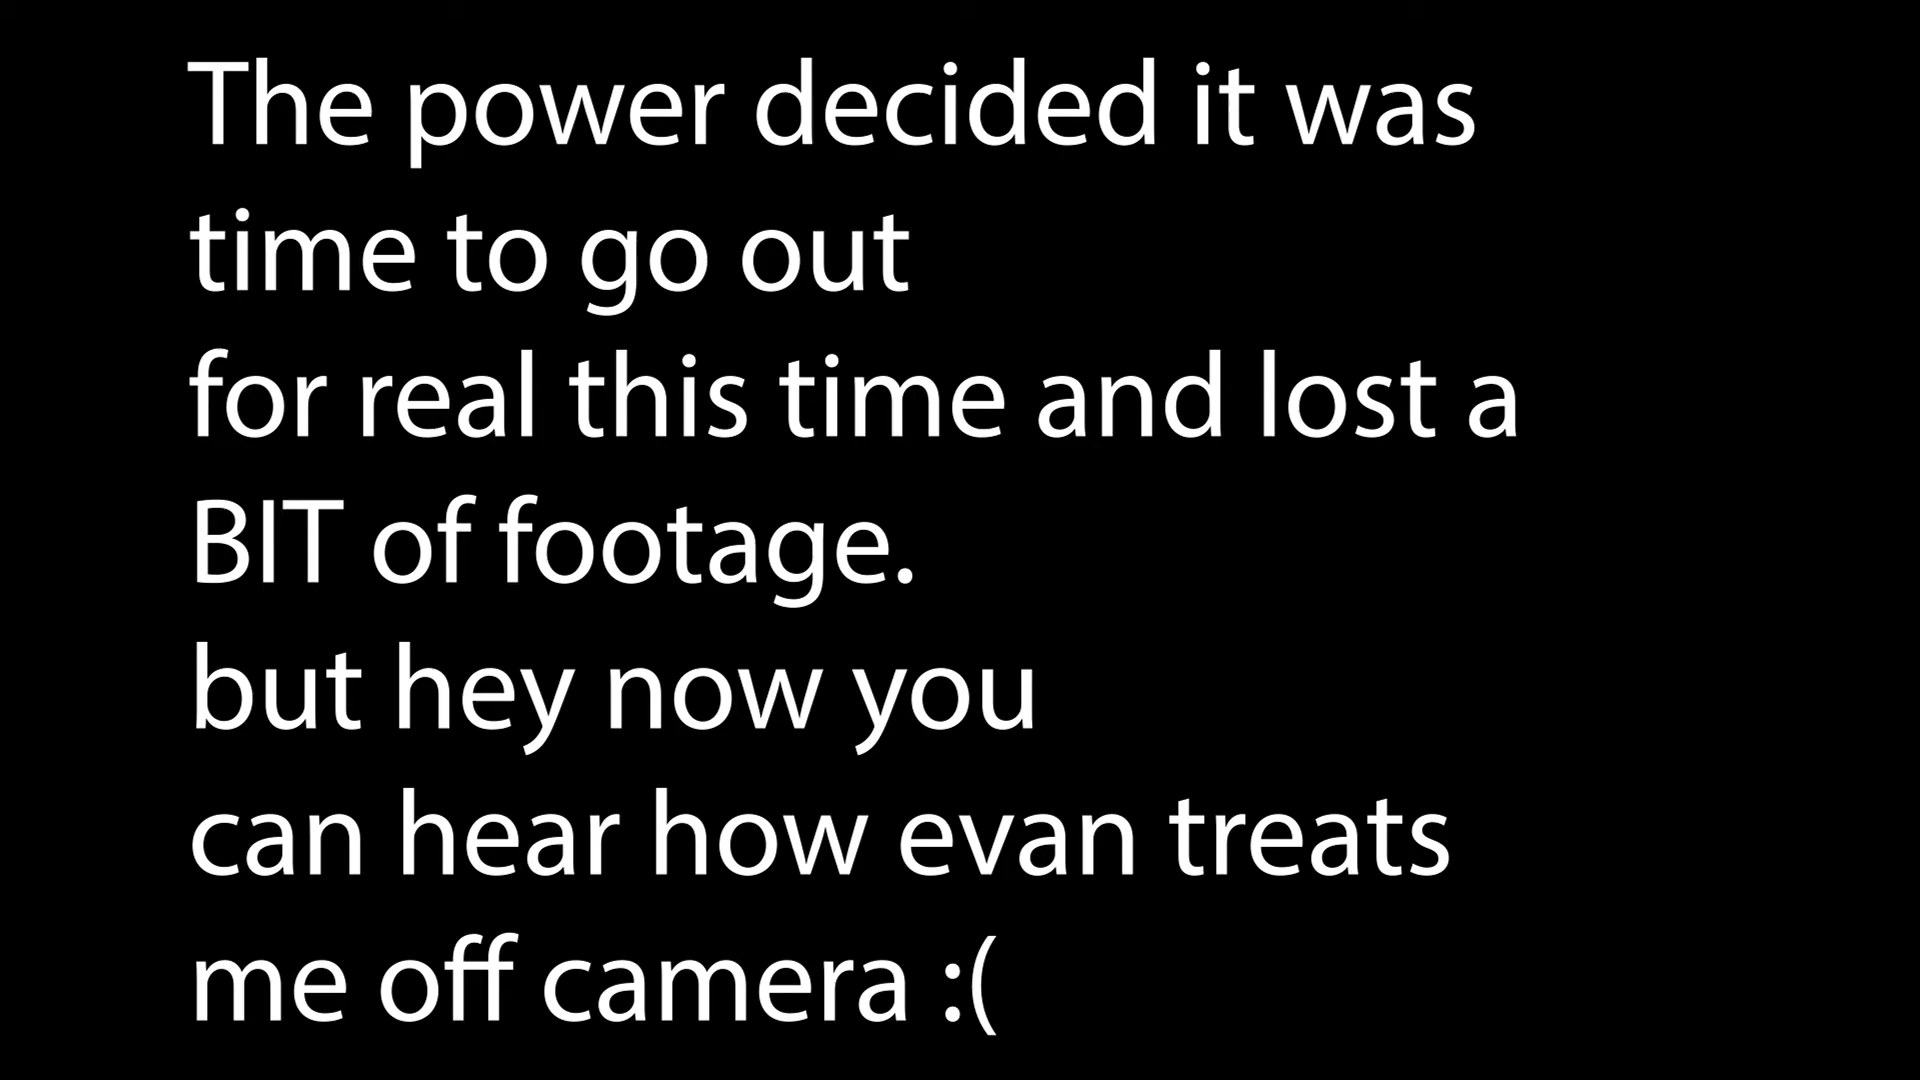 The power decided it was
time to go out
for real this time and lost a
BIT of footage.
but hey now you
can hear how evan treats
me off camera :(